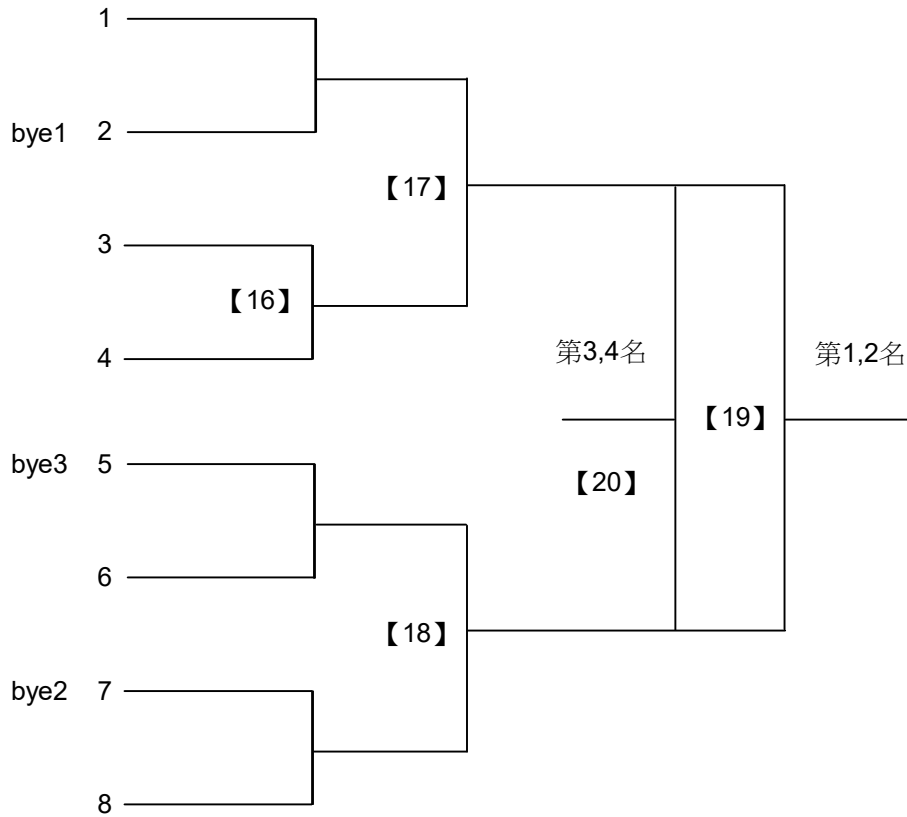 1
bye1 2
【17】
3
【16】
4
第3,4名
第1,2名
【19】
bye3 5
【20】
6
【18】
bye2 7
8